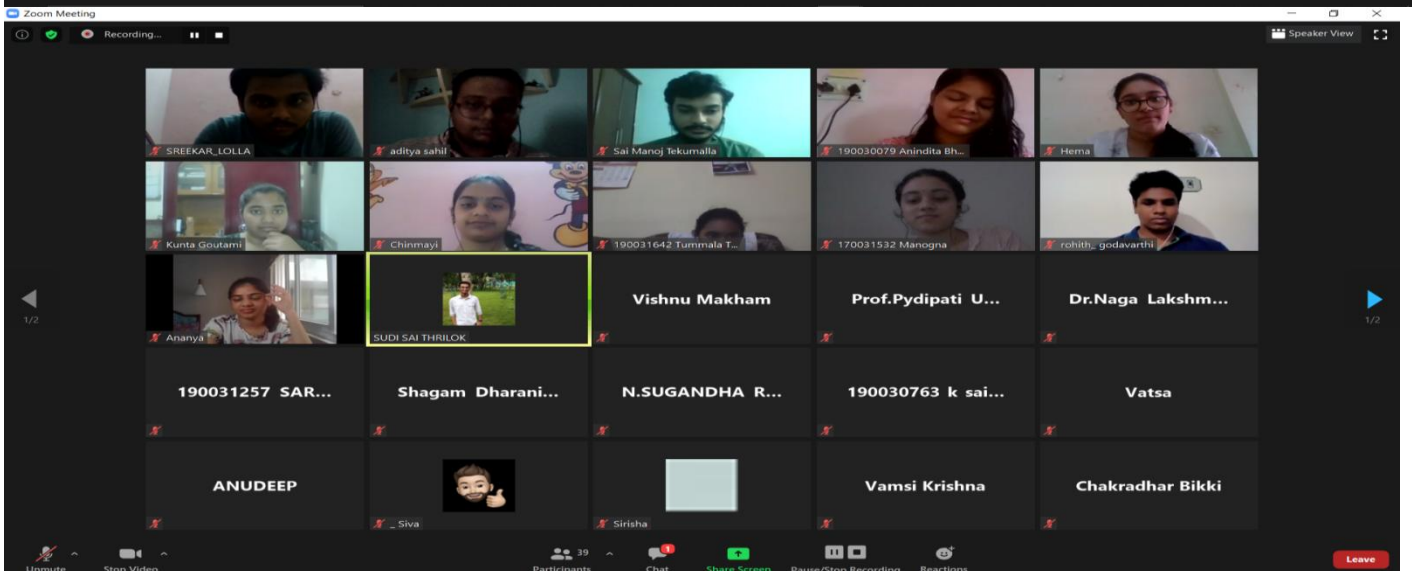 Zoom Meeting
Recording...
Speaker View
SREEKAR_LOLLA
aditya sahil
Sai Manoj Tekumalla
190030079 Anindita Bh...
Hema
Kunta Goutami
Chinmayi
190031642 Tummala T...
170031532 Manogna
rohith_ godavarthi
1/2
Ananya
SUDI SAI THRILOK
Vishnu Makham
Prof.Pydipati U...
Dr.Naga Lakshm...
1/2
190031257 SAR...
Shagam Dharani...
N.SUGANDHA R...
190030763 k sai...
Vatsa
ANUDEEP
_ Siva
Sirisha
Vamsi Krishna
Chakradhar Bikki
Unmute
Stop Video
39
Participants
1
Chat
Share Screen
Pause/Stop Recording
Reactions
Leave